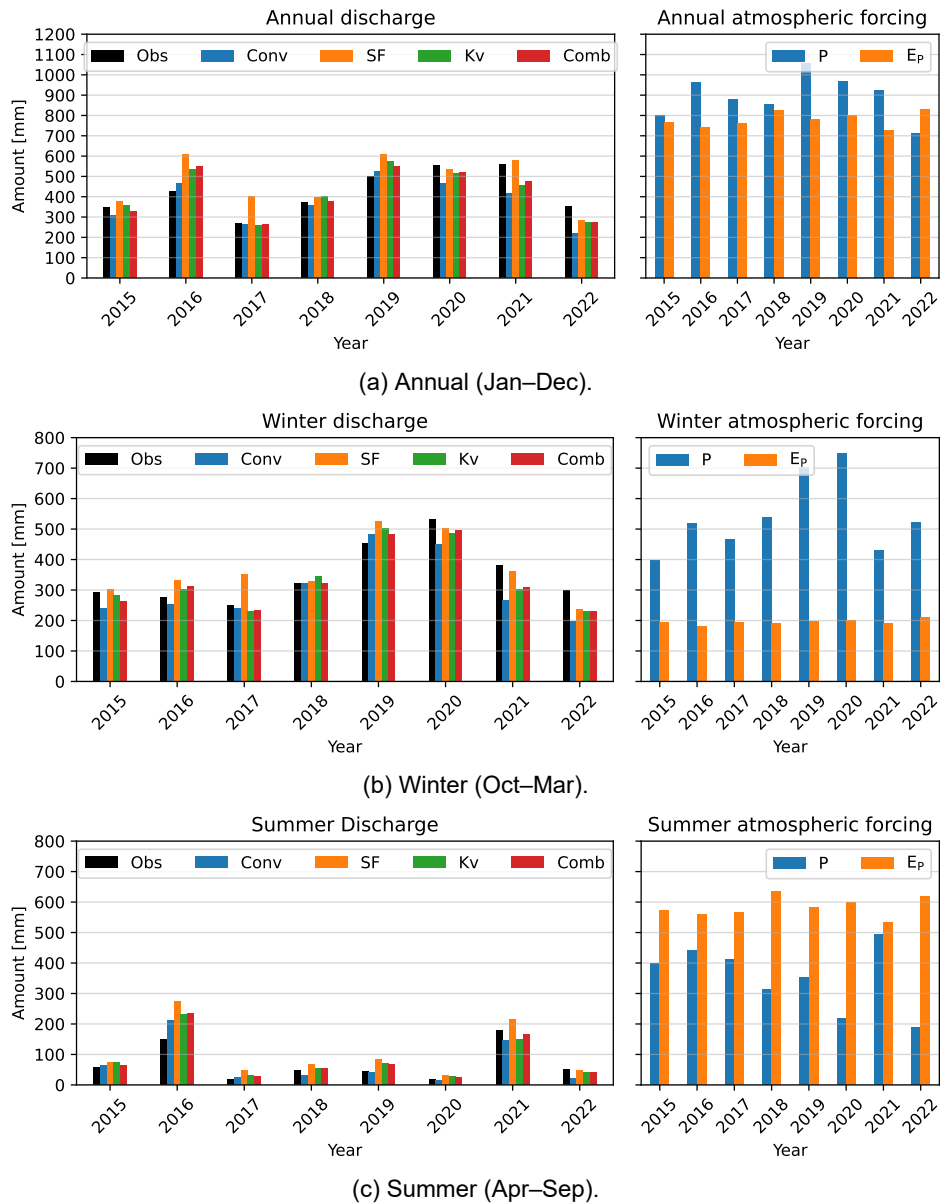 Annual discharge
Annual atmospheric forcing
1200
1100
1000
900
800
700
600
500
400
300
200
100
0
Amount [mm]
Obs Conv SF Kv Comb
P E_P
2015 2016 2017 2018 2019 2020 2021 2022
Year
2015 2016 2017 2018 2019 2020 2021 2022
Year
(a) Annual (Jan–Dec).
Winter discharge
Winter atmospheric forcing
800
700
600
500
400
300
200
100
0
Amount [mm]
Obs Conv SF Kv Comb
P E_P
2015 2016 2017 2018 2019 2020 2021 2022
Year
2015 2016 2017 2018 2019 2020 2021 2022
Year
(b) Winter (Oct–Mar).
Summer Discharge
Summer atmospheric forcing
800
700
600
500
400
300
200
100
0
Amount [mm]
Obs Conv SF Kv Comb
P E_P
2015 2016 2017 2018 2019 2020 2021 2022
Year
2015 2016 2017 2018 2019 2020 2021 2022
Year
(c) Summer (Apr–Sep).